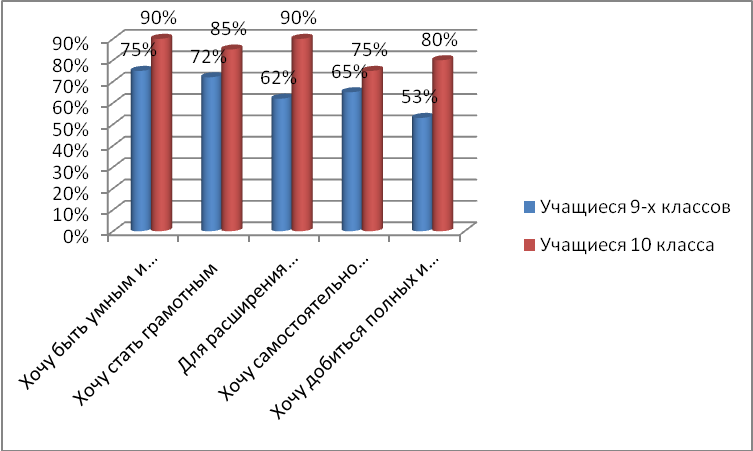 90%
85%
90%
75%
72%
62%
65%
75%
53%
80%
90%
80%
70%
60%
50%
40%
30%
20%
10%
0%
Хочу быть умным и...
Хочу стать грамотным
Для расширения...
Хочу самостоятельно...
Хочу добиться полных и...
Учащиеся 9-х классов
Учащиеся 10 класса